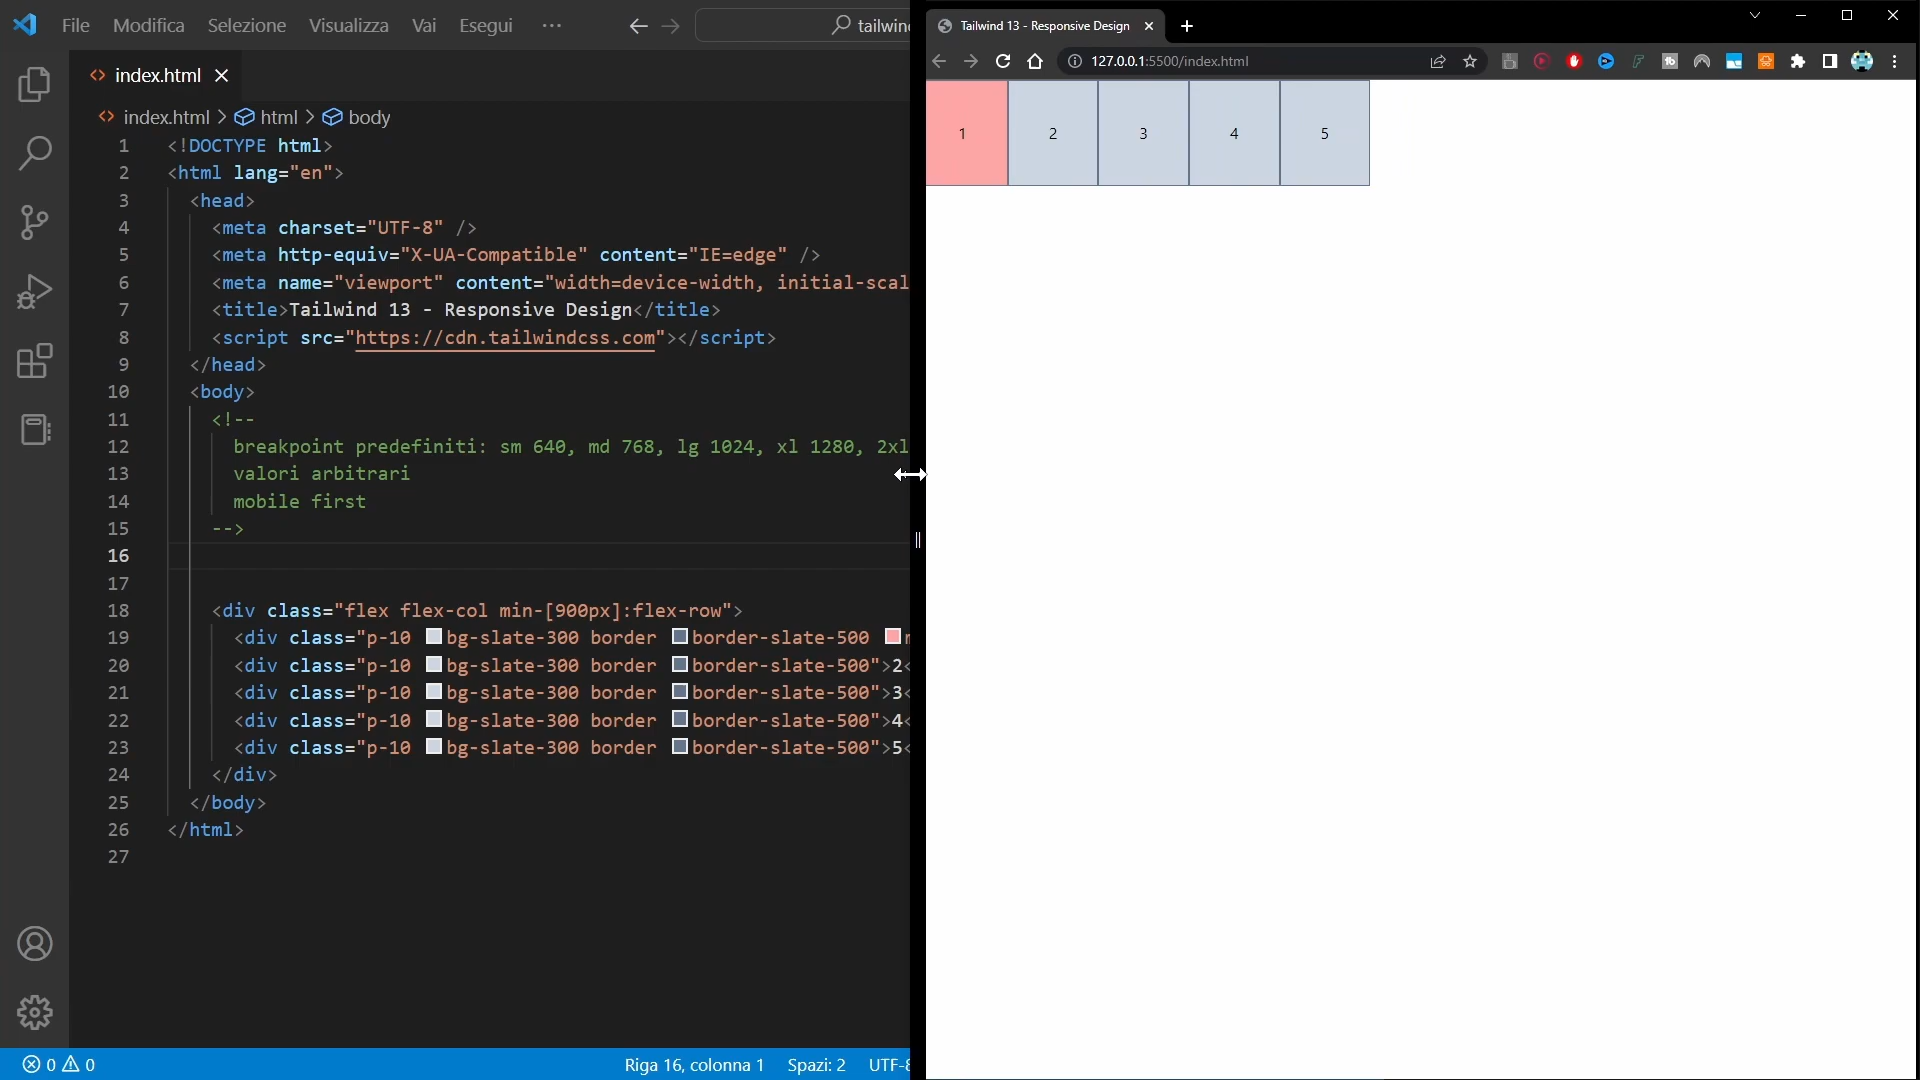 File Modifica Selezione Visualizza Vai Esegui ··· tailwin
index.html
index.html > html > body
1 <!DOCTYPE html>
2 <html lang="en">
3 <head>
4 <meta charset="UTF-8" />
5 <meta http-equiv="X-UA-Compatible" content="IE=edge" />
6 <meta name="viewport" content="width=device-width, initial-scal
7 <title>Tailwind 13 - Responsive Design</title>
8 <script src="https://cdn.tailwindcss.com"></script>
9 </head>
10 <body>
11 <!--
12 breakpoint predefiniti: sm 640, md 768, lg 1024, xl 1280, 2xl
13 valori arbitrari
14 mobile first
15 -->
16
17
18 <div class="flex flex-col min-[900px]:flex-row">
19 <div class="p-10 bg-slate-300 border border-slate-500
20 <div class="p-10 bg-slate-300 border border-slate-500">2<
21 <div class="p-10 bg-slate-300 border border-slate-500">3<
22 <div class="p-10 bg-slate-300 border border-slate-500">4<
23 <div class="p-10 bg-slate-300 border border-slate-500">5<
24 </div>
25 </body>
26 </html>
27
0 0 Riga 16, colonna 1 Spazi: 2 UTF-8
Tailwind 13 - Responsive Design
127.0.0.1:5500/index.html
1 2 3 4 5